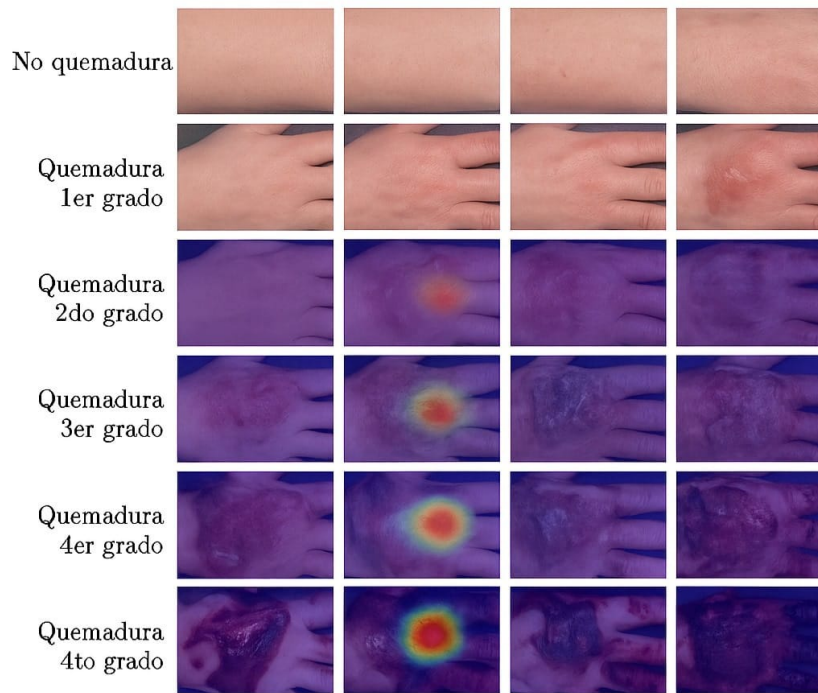 No quemadura
Quemadura
1er grado
Quemadura
2do grado
Quemadura
3er grado
Quemadura
4er grado
Quemadura
4to grado